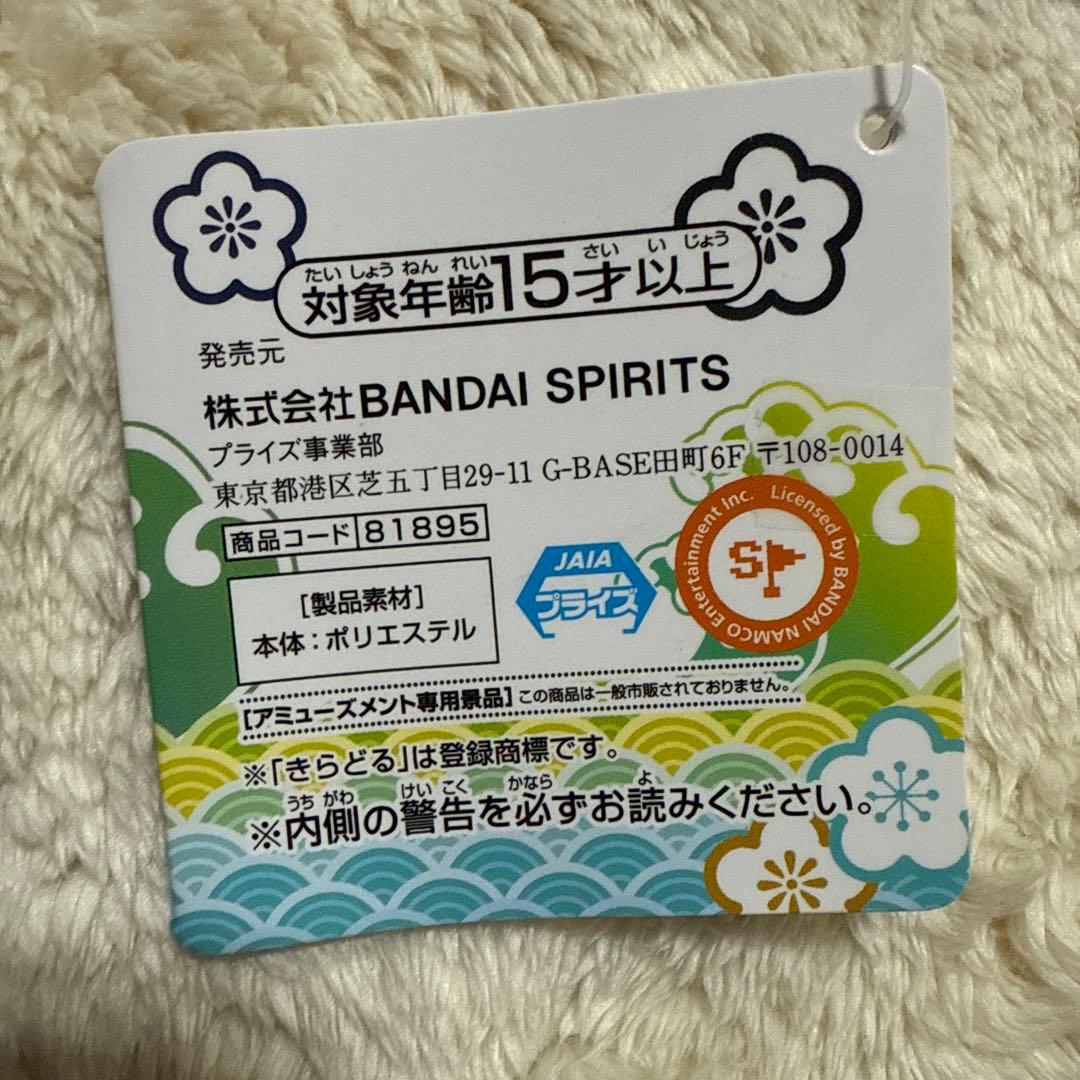 対象年齢15才以上
たいしょうねんれい さいいじょう
発売元
株式会社BANDAI SPIRITS
プライズ事業部
東京都港区芝五丁目29-11 G-BASE田町6F 〒108-0014
商品コード 81895
[製品素材]
本体:ポリエステル
JAIA
プライズ
Licensed by BANDAI NAMCO Entertainment Inc.
SP
[アミューズメント専用景品] この商品は一般市販されておりません。
※「きらどる」は登録商標です。
うちがわ けいこく かなら よ
※内側の警告を必ずお読みください。